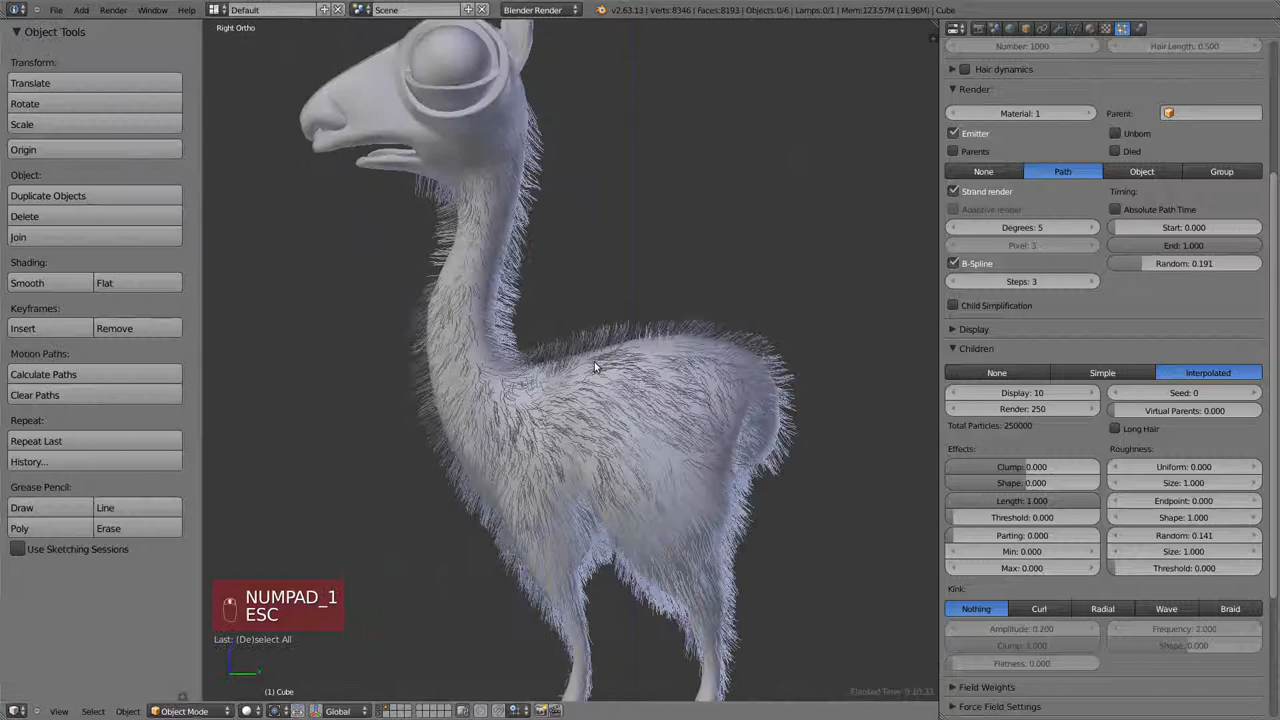 File Add Render Window Help Default Scene Blender Render v2.63.13 | Verts:8346 | Faces:8193 | Objects:0/6 | Lamps:0/1 | Mem:123.57M (11.96M) | Cube
Object Tools
Transform:
Translate
Rotate
Scale
Origin
Object:
Duplicate Objects
Delete
Join
Shading:
Smooth Flat
Keyframes:
Insert Remove
Motion Paths:
Calculate Paths
Clear Paths
Repeat:
Repeat Last
History...
Grease Pencil:
Draw Line
Poly Erase
Use Sketching Sessions
Right Ortho
NUMPAD_1
ESC
Last: (De)select All
(1) Cube
Elapsed Time: 0:10:33
Number: 1000 Hair Length: 0.500
Hair dynamics
Render:
Material: 1 Parent:
Emitter Unborn
Parents Died
None Path Object Group
Strand render Timing:
Adaptive render Absolute Path Time
Degrees: 5 Start: 0.000
Pixel: 3 End: 1.000
B-Spline Random: 0.191
Steps: 3
Child Simplification
Display
Children
None Simple Interpolated
Display: 10 Seed: 0
Render: 250 Virtual Parents: 0.000
Total Particles: 250000 Long Hair
Effects: Roughness:
Clump: 0.000 Uniform: 0.000
Shape: 0.000 Size: 1.000
Length: 1.000 Endpoint: 0.000
Threshold: 0.000 Shape: 1.000
Parting: 0.000 Random: 0.141
Min: 0.000 Size: 1.000
Max: 0.000 Threshold: 0.000
Kink:
Nothing Curl Radial Wave Braid
Amplitude: 0.200 Frequency: 2.000
Clump: 1.000 Shape: 0.000
Flatness: 0.000
Field Weights
Force Field Settings
View Select Object Object Mode Global